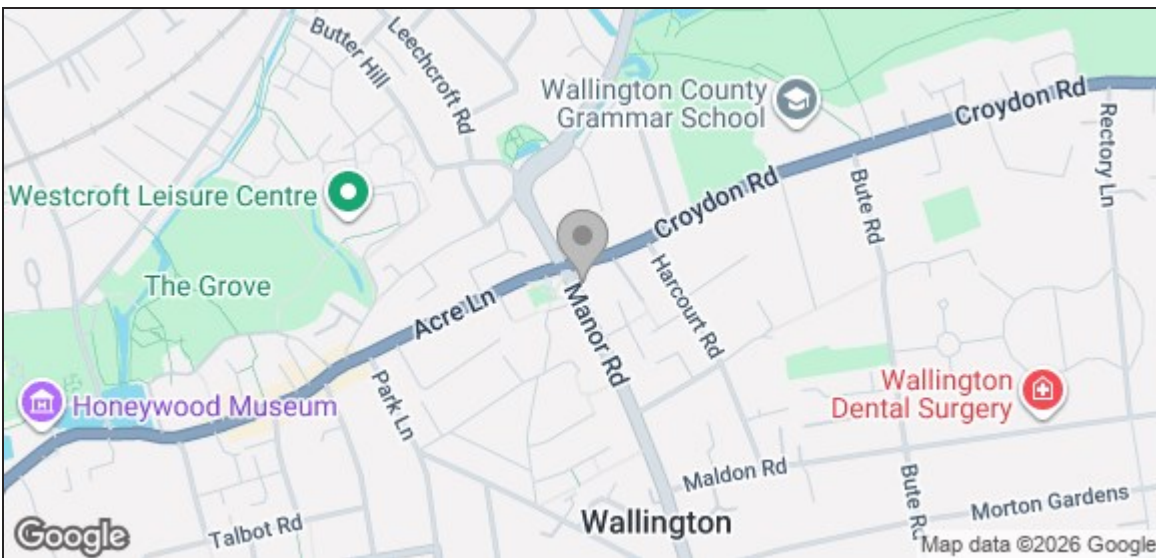 Butter Hill
Leechcroft Rd
Wallington County
Grammar School
Croydon Rd
Rectory Ln
Westcroft Leisure Centre
Croydon Rd
Bute Rd
The Grove
Harcourt Rd
Acre Ln
Manor Rd
Wallington
Dental Surgery
Honeywood Museum
Park Ln
Maldon Rd
Bute Rd
Morton Gardens
Talbot Rd
Wallington
Google
Map data ©2026 Google